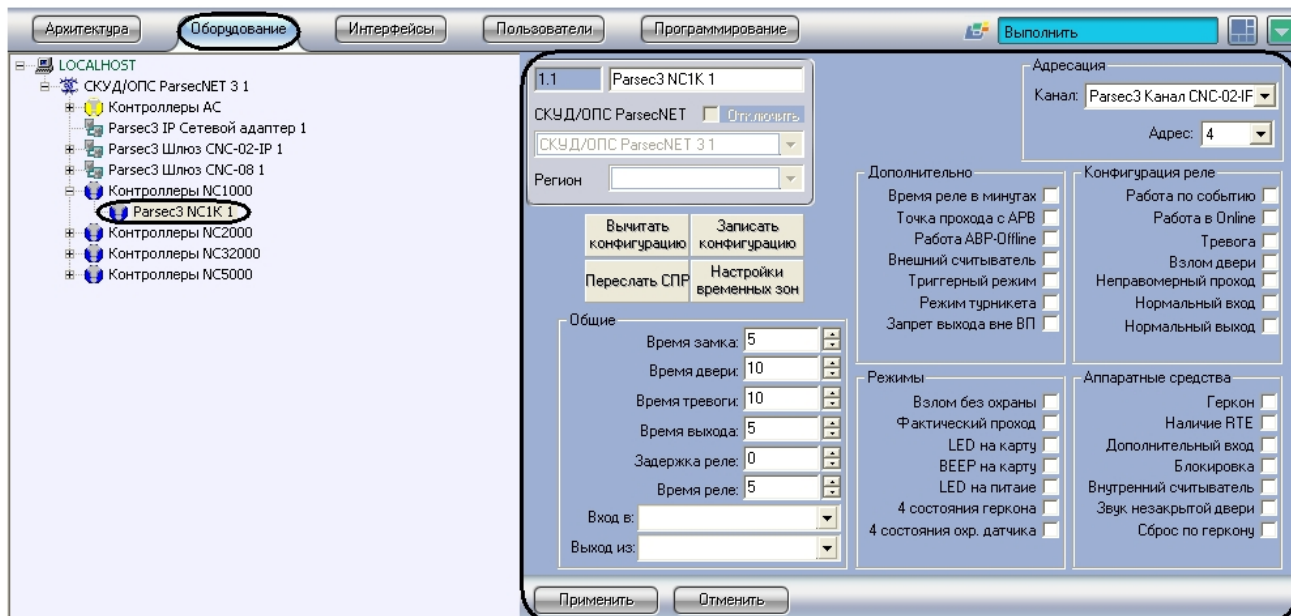 Архитектура
Оборудование
Интерфейсы
Пользователи
Программирование
Выполнить
LOCALHOST
СКУД/ОПС ParsecNET 3 1
Контроллеры АС
Parsec3 IP Сетевой адаптер 1
Parsec3 Шлюз CNC-02-IP 1
Parsec3 Шлюз CNC-08 1
Контроллеры NC1000
Parsec3 NC1K 1
Контроллеры NC2000
Контроллеры NC32000
Контроллеры NC5000
1.1
Parsec3 NC1K 1
СКУД/ОПС ParsecNET
Отключить
СКУД/ОПС ParsecNET 3 1
Регион
Адресация
Канал: Parsec3 Канал CNC-02-IF
Адрес: 4
Вычитать конфигурацию
Записать конфигурацию
Переслать СПР
Настройки временных зон
Общие
Время замка: 5
Время двери: 10
Время тревоги: 10
Время выхода: 5
Задержка реле: 0
Время реле: 5
Вход в:
Выход из:
Дополнительно
Время реле в минутах
Точка прохода с АРВ
Работа АВР-Offline
Внешний считыватель
Триггерный режим
Режим турникета
Запрет выхода вне ВП
Конфигурация реле
Работа по событию
Работа в Online
Тревога
Взлом двери
Неправомерный проход
Нормальный вход
Нормальный выход
Режимы
Взлом без охраны
Фактический проход
LED на карту
BEEP на карту
LED на питаие
4 состояния геркона
4 состояния охр. датчика
Аппаратные средства
Геркон
Наличие RTE
Дополнительный вход
Блокировка
Внутренний считыватель
Звук незакрытой двери
Сброс по геркону
Применить
Отменить